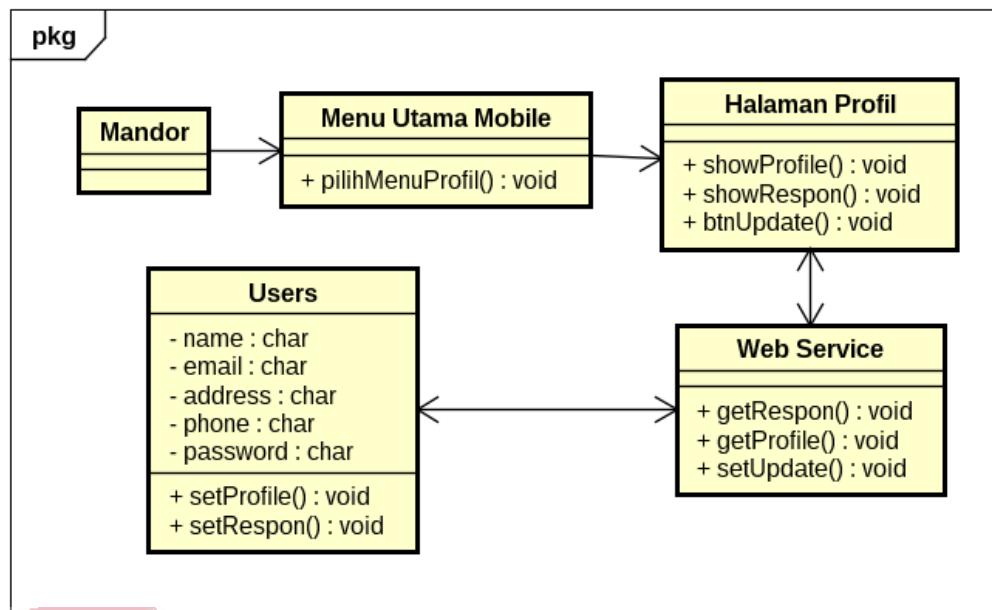 pkg
Mandor
Menu Utama Mobile
+ pilihMenuProfil() : void
Halaman Profil
+ showProfile() : void
+ showRespon() : void
+ btnUpdate() : void
Users
- name : char
- email : char
- address : char
- phone : char
- password : char
+ setProfile() : void
+ setRespon() : void
Web Service
+ getRespon() : void
+ getProfile() : void
+ setUpdate() : void